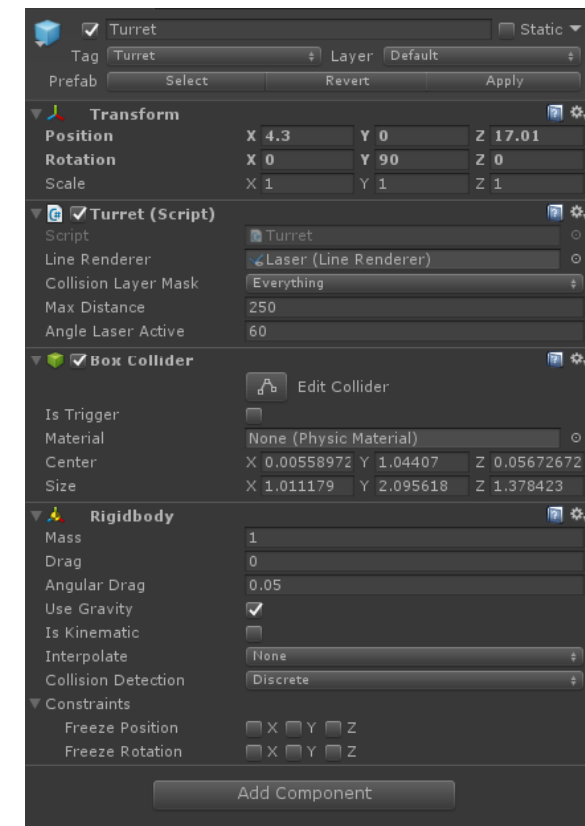 Turret Static
Tag Turret Layer Default
Prefab Select Revert Apply
Transform
Position X 4.3 Y 0 Z 17.01
Rotation X 0 Y 90 Z 0
Scale X 1 Y 1 Z 1
Turret (Script)
Script Turret
Line Renderer Laser (Line Renderer)
Collision Layer Mask Everything
Max Distance 250
Angle Laser Active 60
Box Collider
Edit Collider
Is Trigger
Material None (Physic Material)
Center X 0.00558972 Y 1.04407 Z 0.05672672
Size X 1.011179 Y 2.095618 Z 1.378423
Rigidbody
Mass 1
Drag 0
Angular Drag 0.05
Use Gravity
Is Kinematic
Interpolate None
Collision Detection Discrete
Constraints
Freeze Position X Y Z
Freeze Rotation X Y Z
Add Component